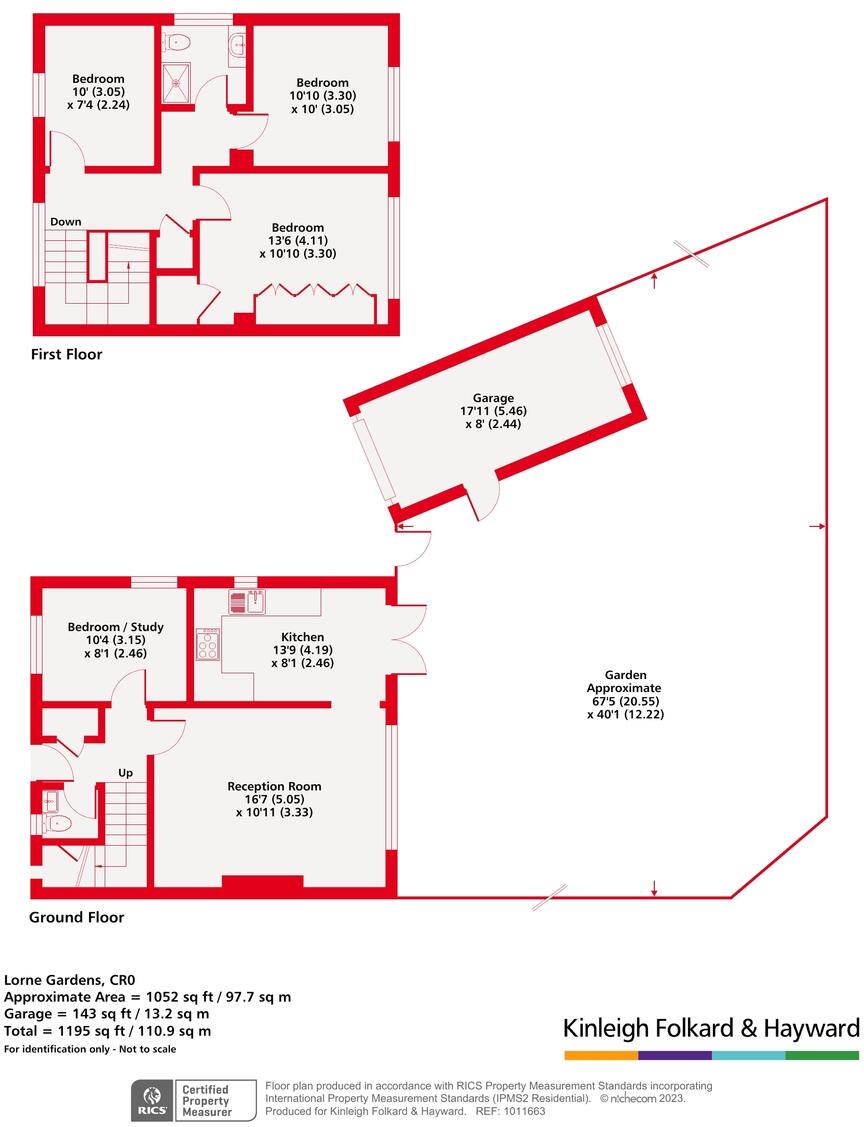 Bedroom
10' (3.05)
x 7'4 (2.24)
Bedroom
10'10 (3.30)
x 10' (3.05)
Down
Bedroom
13'6 (4.11)
x 10'10 (3.30)
First Floor
Garage
17'11 (5.46)
x 8' (2.44)
Bedroom / Study
10'4 (3.15)
x 8'1 (2.46)
Kitchen
13'9 (4.19)
x 8'1 (2.46)
Garden
Approximate
67'5 (20.55)
x 40'1 (12.22)
Up
Reception Room
16'7 (5.05)
x 10'11 (3.33)
Ground Floor
Lorne Gardens, CR0
Approximate Area = 1052 sq ft / 97.7 sq m
Garage = 143 sq ft / 13.2 sq m
Total = 1195 sq ft / 110.9 sq m
For identification only - Not to scale
Kinleigh Folkard & Hayward
RICS
Certified
Property
Measurer
Floor plan produced in accordance with RICS Property Measurement Standards incorporating
International Property Measurement Standards (IPMS2 Residential). © nichecom 2023.
Produced for Kinleigh Folkard & Hayward. REF: 1011663